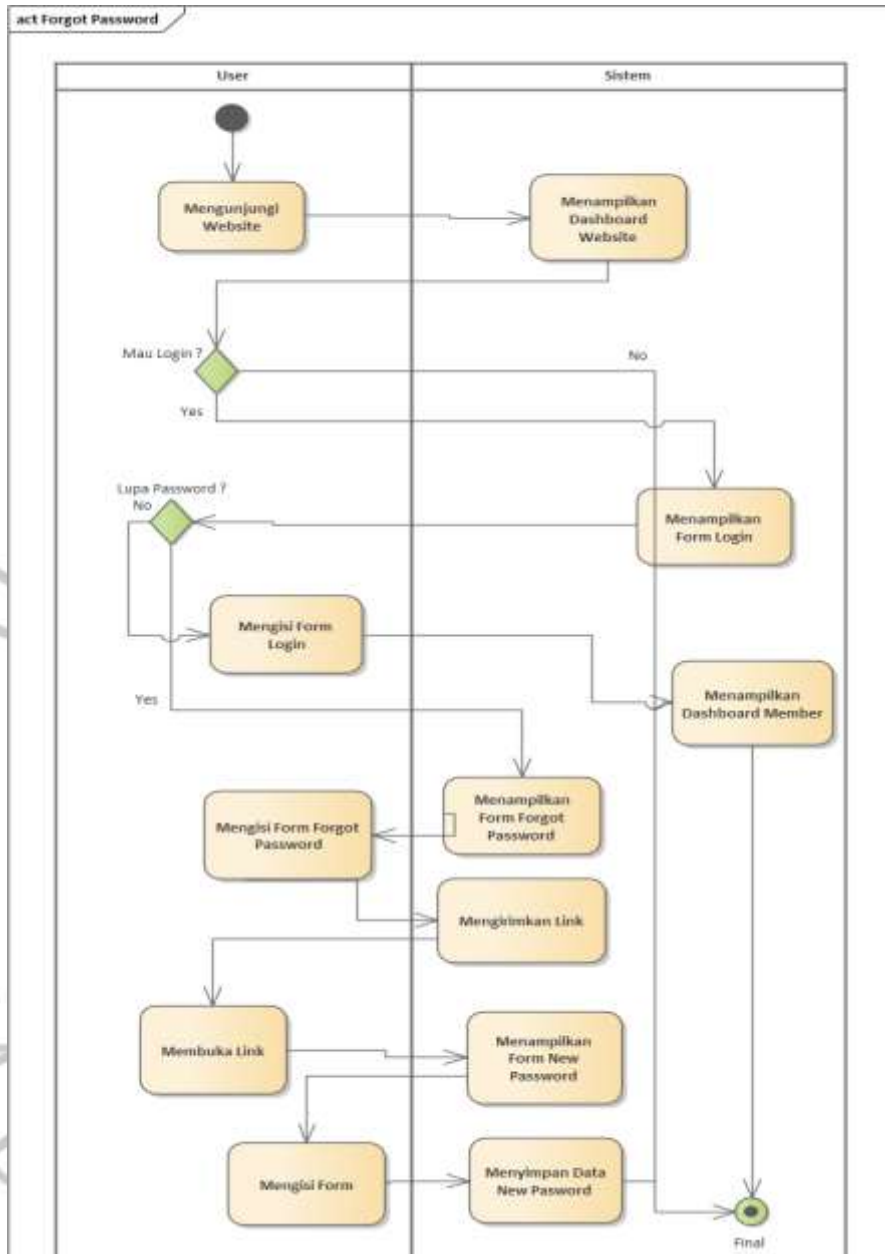 act Forgot Password
User
Sistem
Mengunjungi
Website
Menampilkan
Dashboard
Website
Mau Login ?
No
Yes
Lupa Password ?
No
Menampilkan
Form Login
Mengisi Form
Login
Menampilkan
Dashboard Member
Yes
Menampilkan
Form Forgot
Password
Mengisi Form Forgot
Password
Mengirimkan Link
Membuka Link
Menampilkan
Form New
Password
Mengisi Form
Menyimpan Data
New Pasword
Final